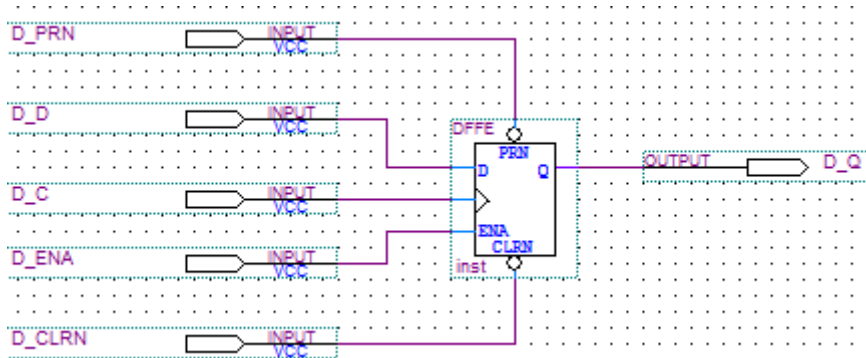 D_PRN INPUT
VCC
D_D INPUT
VCC
DFFE
PRN
D Q OUTPUT D_Q
D_C INPUT
VCC
ENA
CLRN
D_ENA INPUT
VCC
inst
D_CLRN INPUT
VCC